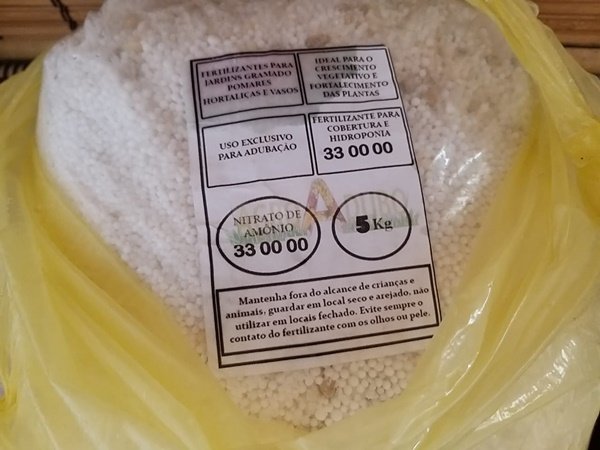 FERTILIZANTES PARA
JARDINS GRAMADO
POMARES
HORTALIÇAS E VASOS
IDEAL PARA O
CRESCIMENTO
VEGETATIVO E
FORTALECIMENTO
DAS PLANTAS
USO EXCLUSIVO
PARA ADUBAÇÃO
FERTILIZANTE PARA
COBERTURA E
HIDROPONIA
33 00 00
NITRATO DE
AMÔNIO
33 00 00
5 Kg
Mantenha fora do alcance de crianças e
animais, guardar em local seco e arejado, não
utilizar em locais fechado. Evite sempre o
contato do fertilizante com os olhos ou pele.